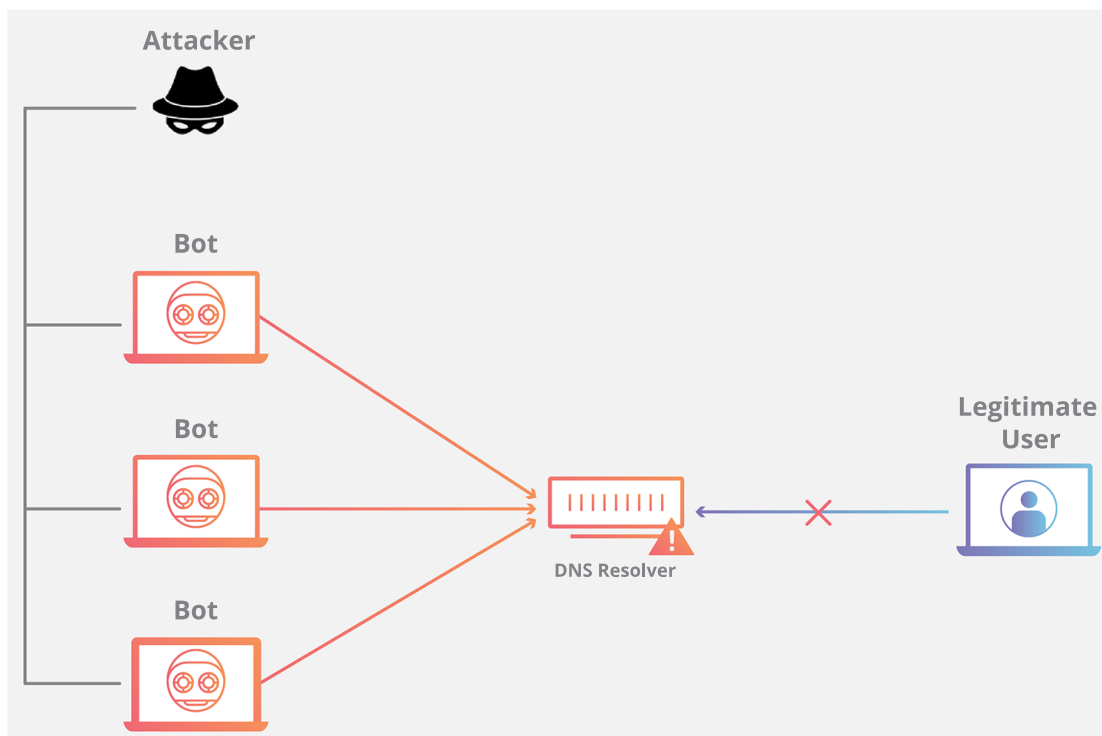 Attacker
Bot
Bot
Bot
DNS Resolver
Legitimate
User